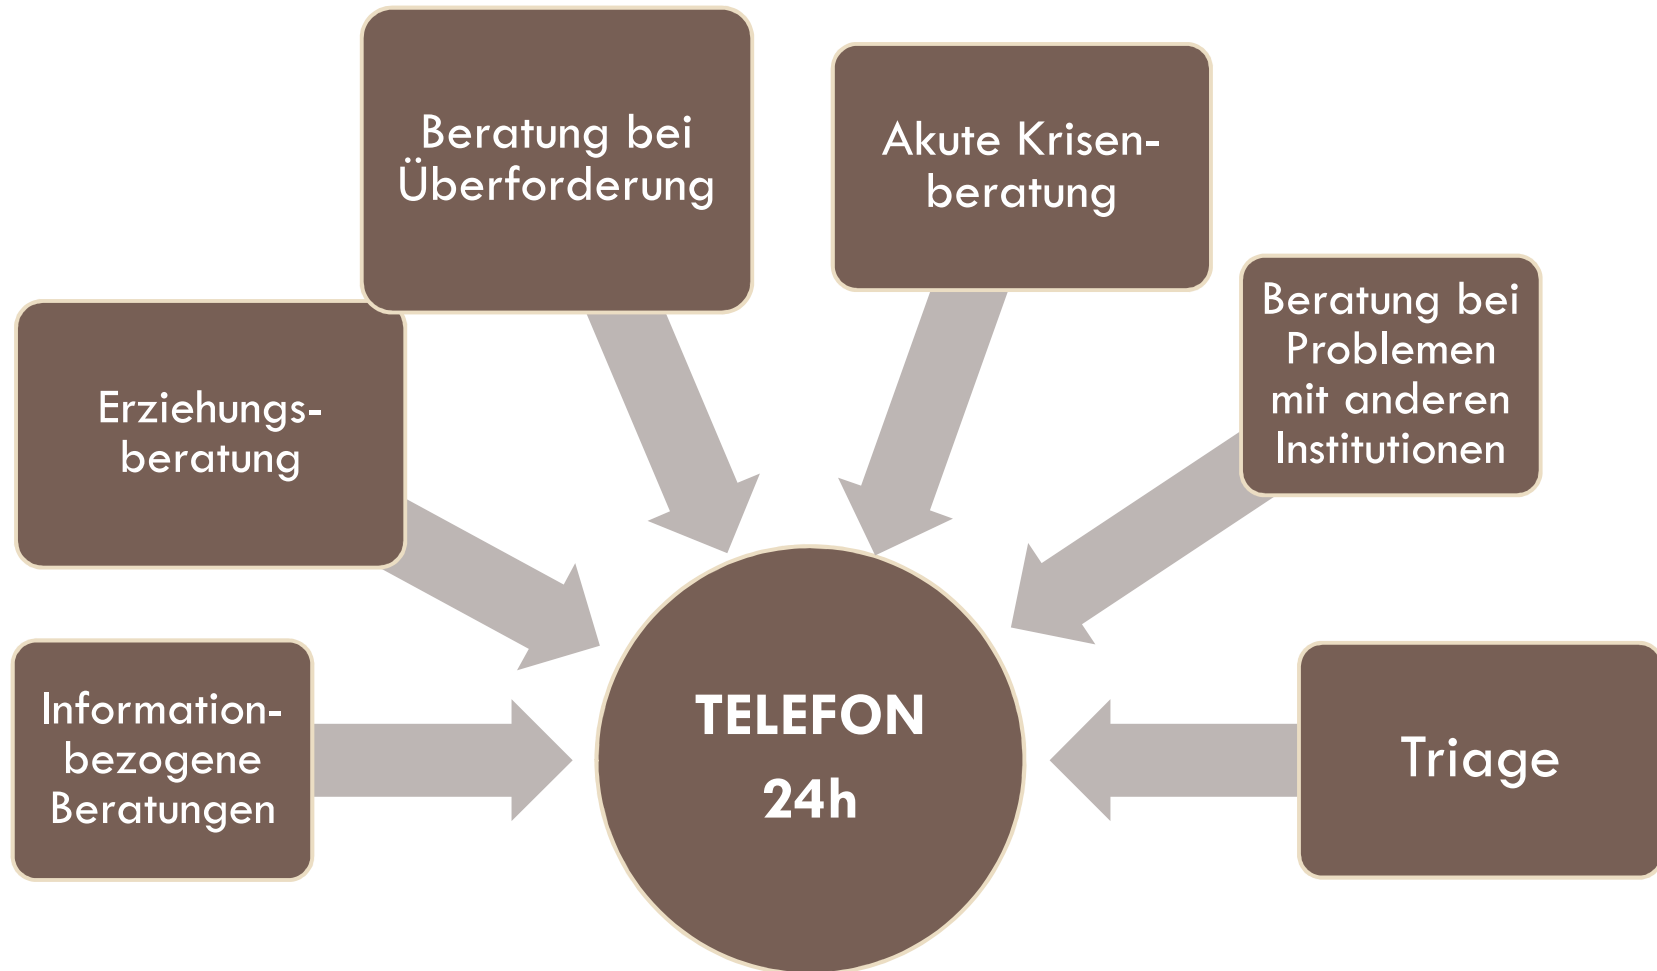 Beratung bei
Überforderung
Akute Krisen-
beratung
Beratung bei
Problemen
mit anderen
Institutionen
Erziehungs-
beratung
Information-
bezogene
Beratungen
TELEFON
24h
Triage